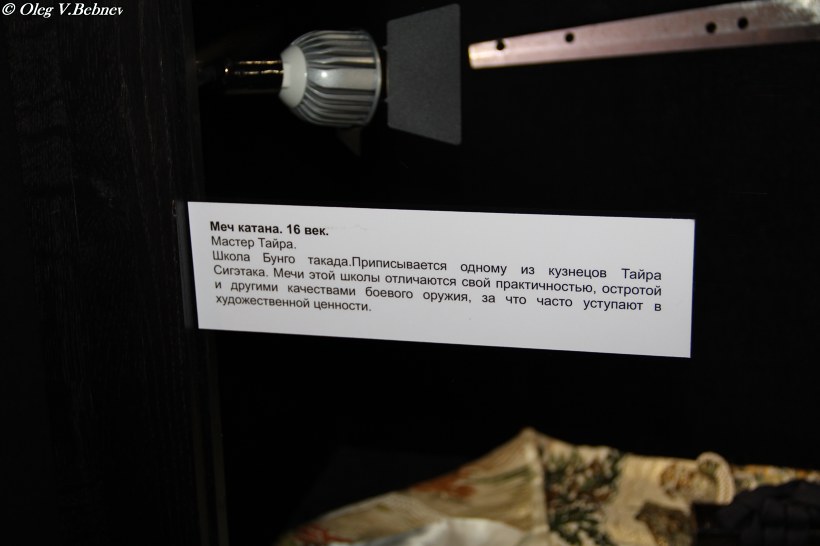 © Oleg V.Bebnev
Меч катана. 16 век.
Мастер Тайра.
Школа Бунго такада.Приписывается одному из кузнецов Тайра
Сигэтака. Мечи этой школы отличаются свой практичностью, остротой
и другими качествами боевого оружия, за что часто уступают в
художественной ценности.